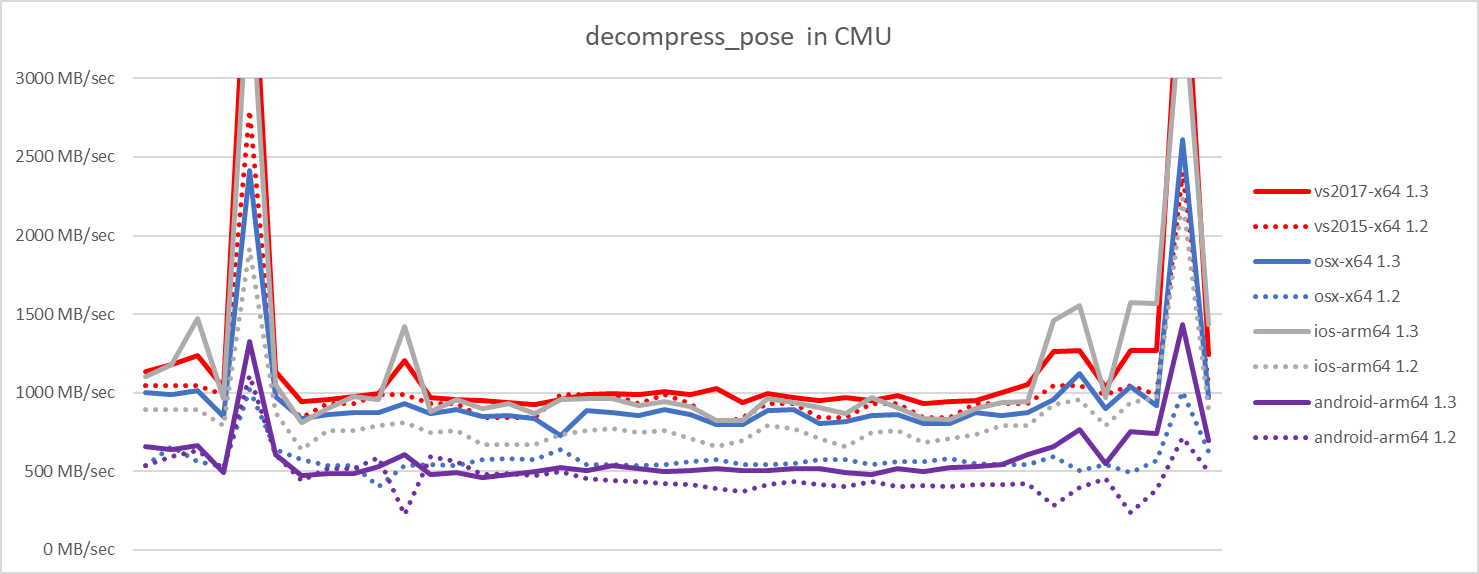 decompress_pose in CMU
3000 MB/sec
2500 MB/sec
2000 MB/sec
1500 MB/sec
1000 MB/sec
500 MB/sec
0 MB/sec
vs2017-x64 1.3
vs2015-x64 1.2
osx-x64 1.3
osx-x64 1.2
ios-arm64 1.3
ios-arm64 1.2
android-arm64 1.3
android-arm64 1.2